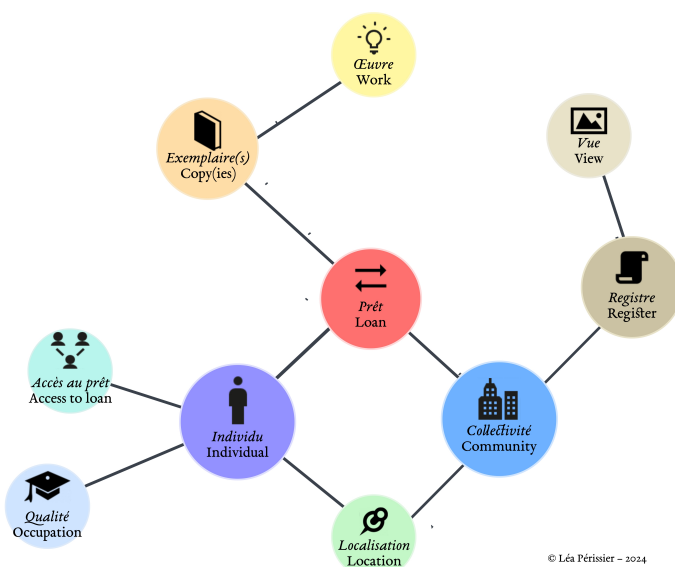 Œuvre
Work
Exemplaire(s)
Copy(ies)
Vue
View
Registre
Register
Prêt
Loan
Accès au prêt
Access to loan
Individu
Individual
Collectivité
Community
Qualité
Occupation
Localisation
Location
© Léa Périssier – 2024